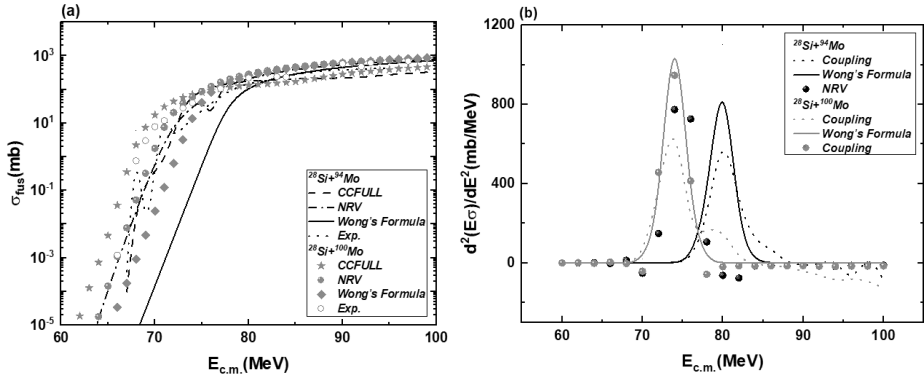 (a)
σfus(mb)
10³
10¹
10⁻¹
10⁻³
10⁻⁵
60 70 80 90 100
Ec.m.(MeV)
²⁸Si+⁹⁴Mo
CCFULL
NRV
Wong's Formula
Exp.
²⁸Si+¹⁰⁰Mo
CCFULL
NRV
Wong's Formula
Exp.
(b)
d²(Eσ)/dE²(mb/MeV)
1200
800
400
0
60 70 80 90 100
Ec.m.(MeV)
²⁸Si+⁹⁴Mo
Coupling
Wong's Formula
NRV
²⁸Si+¹⁰⁰Mo
Coupling
Wong's Formula
Coupling